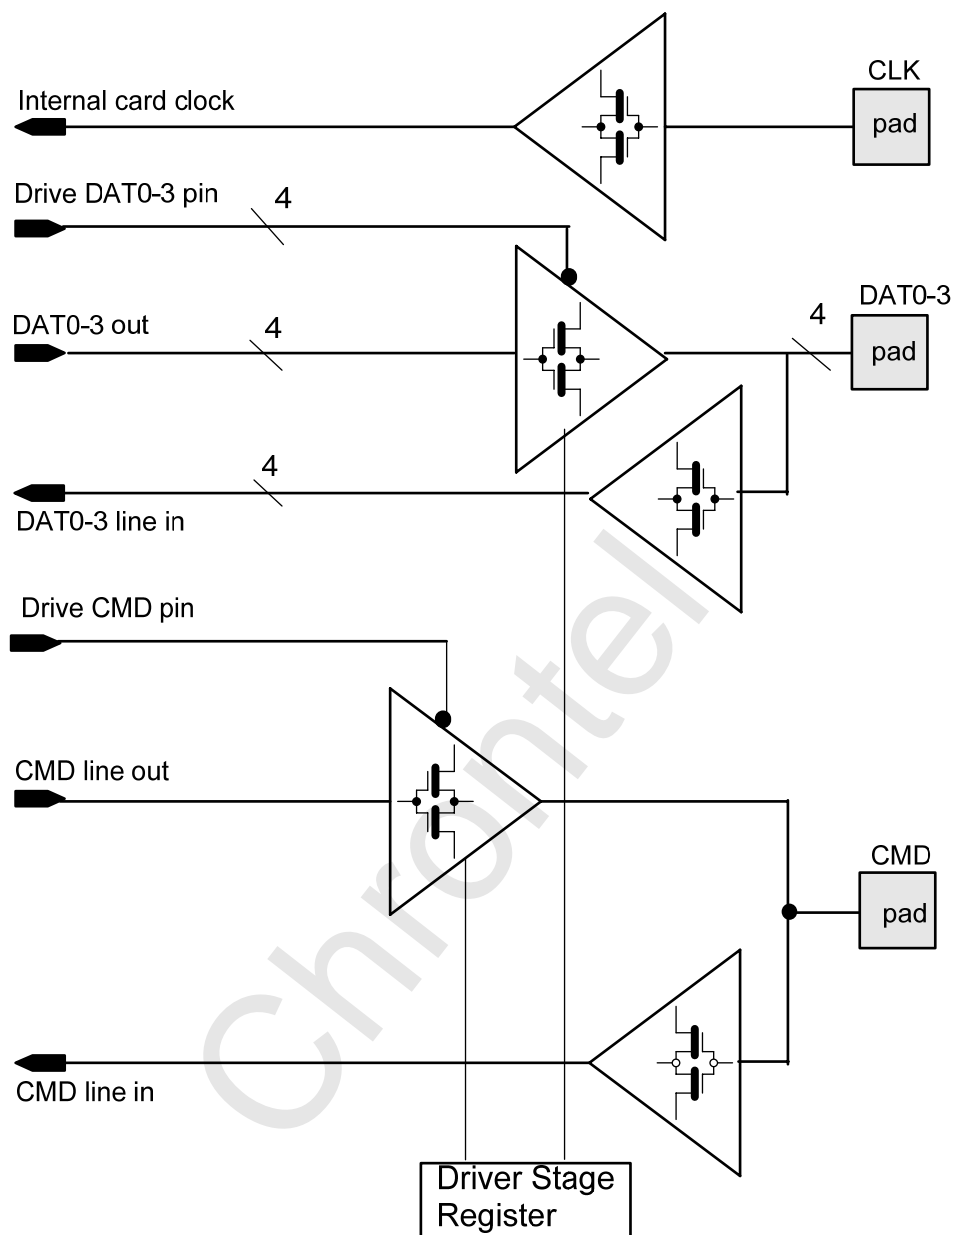 CLK
Internal card clock
pad
Drive DAT0-3 pin
4
DAT0-3
DAT0-3 out
4
4
pad
4
DAT0-3 line in
Drive CMD pin
CMD line out
CMD
pad
CMD line in
Driver Stage
Register
Chrontel